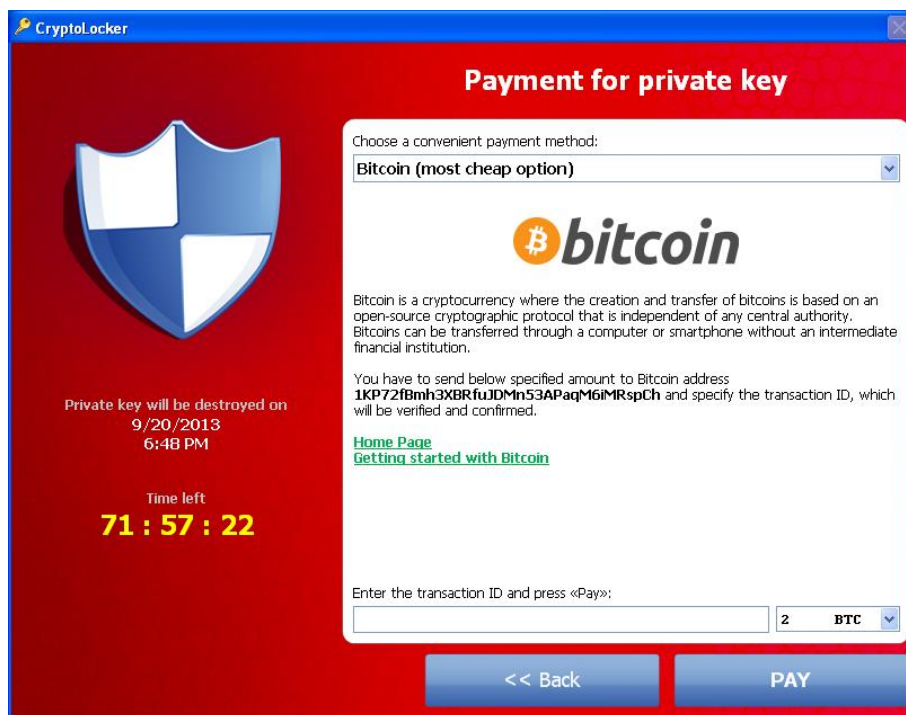 CryptoLocker
Payment for private key
Choose a convenient payment method:
Bitcoin (most cheap option)
bitcoin
Bitcoin is a cryptocurrency where the creation and transfer of bitcoins is based on an
open-source cryptographic protocol that is independent of any central authority.
Bitcoins can be transferred through a computer or smartphone without an intermediate
financial institution.
You have to send below specified amount to Bitcoin address
1KP72fBmh3XBRfuJDMn53APaqM6iMRspCh and specify the transaction ID, which
will be verified and confirmed.
Home Page
Getting started with Bitcoin
Private key will be destroyed on
9/20/2013
6:48 PM
Time left
71 : 57 : 22
Enter the transaction ID and press «Pay»:
2 BTC
<< Back
PAY